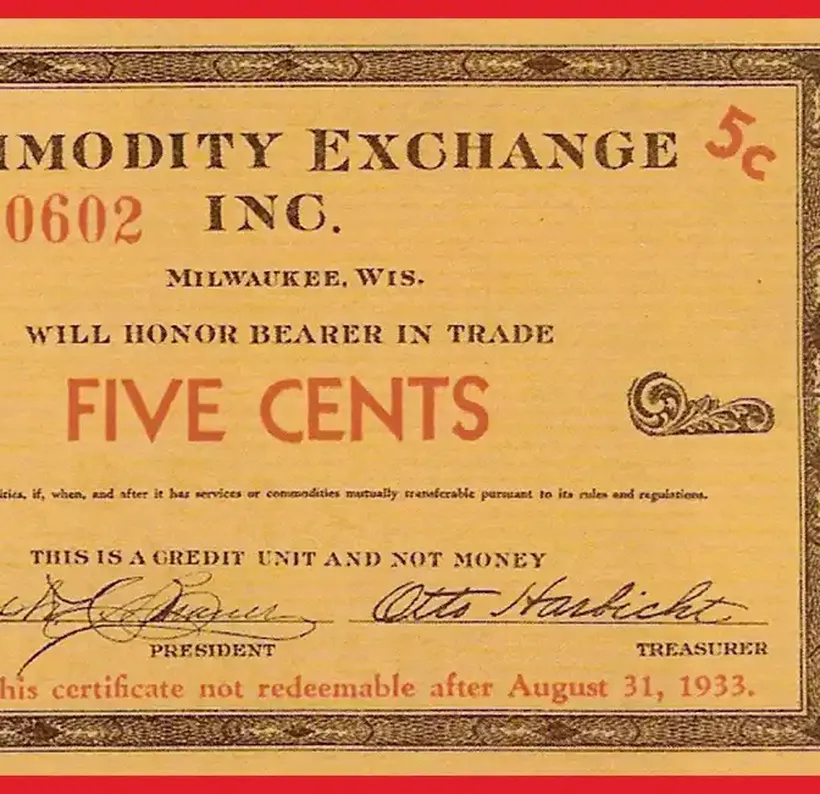 MMODITY EXCHANGE
5c
0602
INC.
MILWAUKEE, WIS.
WILL HONOR BEARER IN TRADE
FIVE CENTS
ities, if, when, and after it has services or commodities mutually transferable pursuant to its rules and regulations.
THIS IS A CREDIT UNIT AND NOT MONEY
Otto Harbicht
PRESIDENT
TREASURER
his certificate not redeemable after August 31, 1933.